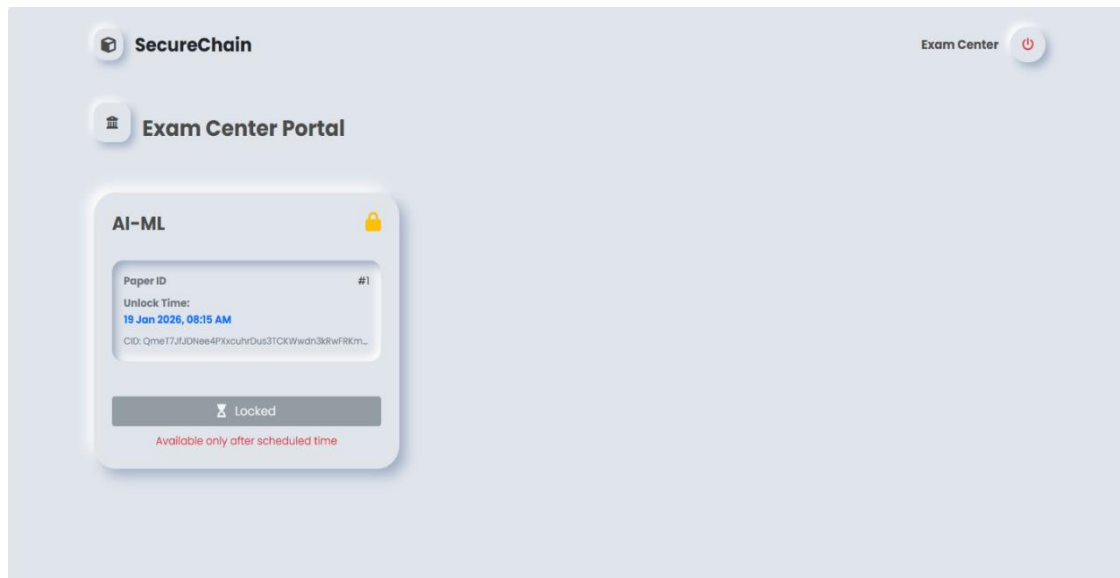 SecureChain
Exam Center
Exam Center Portal
AI-ML
Paper ID #1
Unlock Time:
19 Jan 2026, 08:15 AM
CID:
Locked
Available only after scheduled time